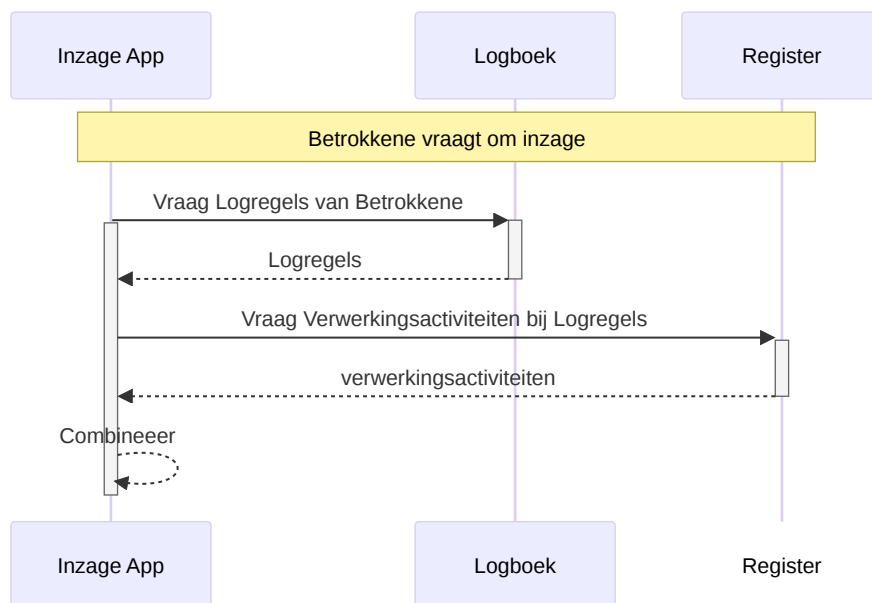 Inzage App
Logboek
Register
Betrokkene vraagt om inzage
Vraag Logregels van Betrokkene
Logregels
Vraag Verwerkingsactiviteiten bij Logregels
verwerkingsactiviteiten
Combineeer
Inzage App
Logboek
Register